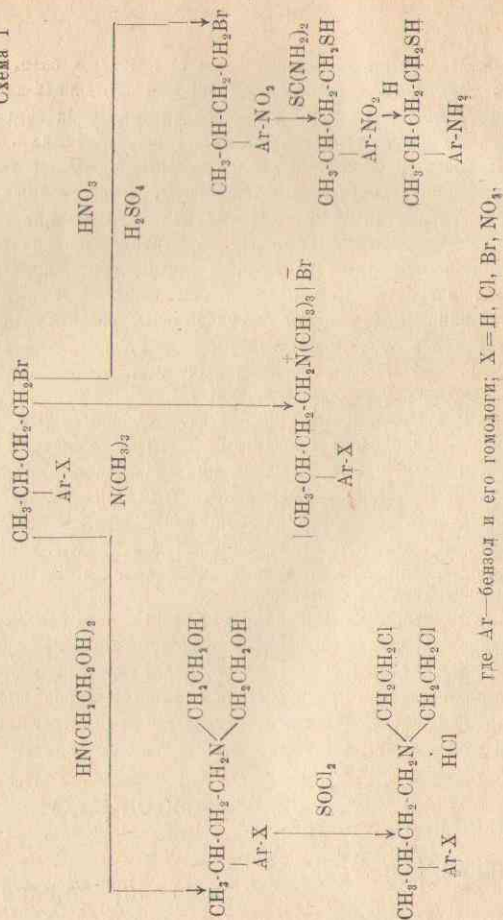 Схема 1
CH₃-CH-CH₂-CH₂Br
Ar-X
HN(CH₂CH₂OH)₂
N(CH₃)₃
HNO₃
H₂SO₄
CH₃-CH-CH₂-CH₂N
CH₂CH₂OH
CH₂CH₂OH
Ar-X
SOCl₂
CH₃-CH-CH₂-CH₂N
CH₂CH₂Cl
CH₂CH₂Cl
Ar-X
HCl
|CH₃-CH-CH₂-CH₂N⁺(CH₃)₃|Br⁻
Ar-X
CH₃-CH-CH₂-CH₂Br
Ar-NO₂
SC(NH₂)₂
CH₃-CH-CH₂-CH₂SH
Ar-NO₂
H
CH₃-CH-CH₂-CH₂SH
Ar-NH₂
где Ar—бензол и его гомологи; X=H, Cl, Br, NO₂.